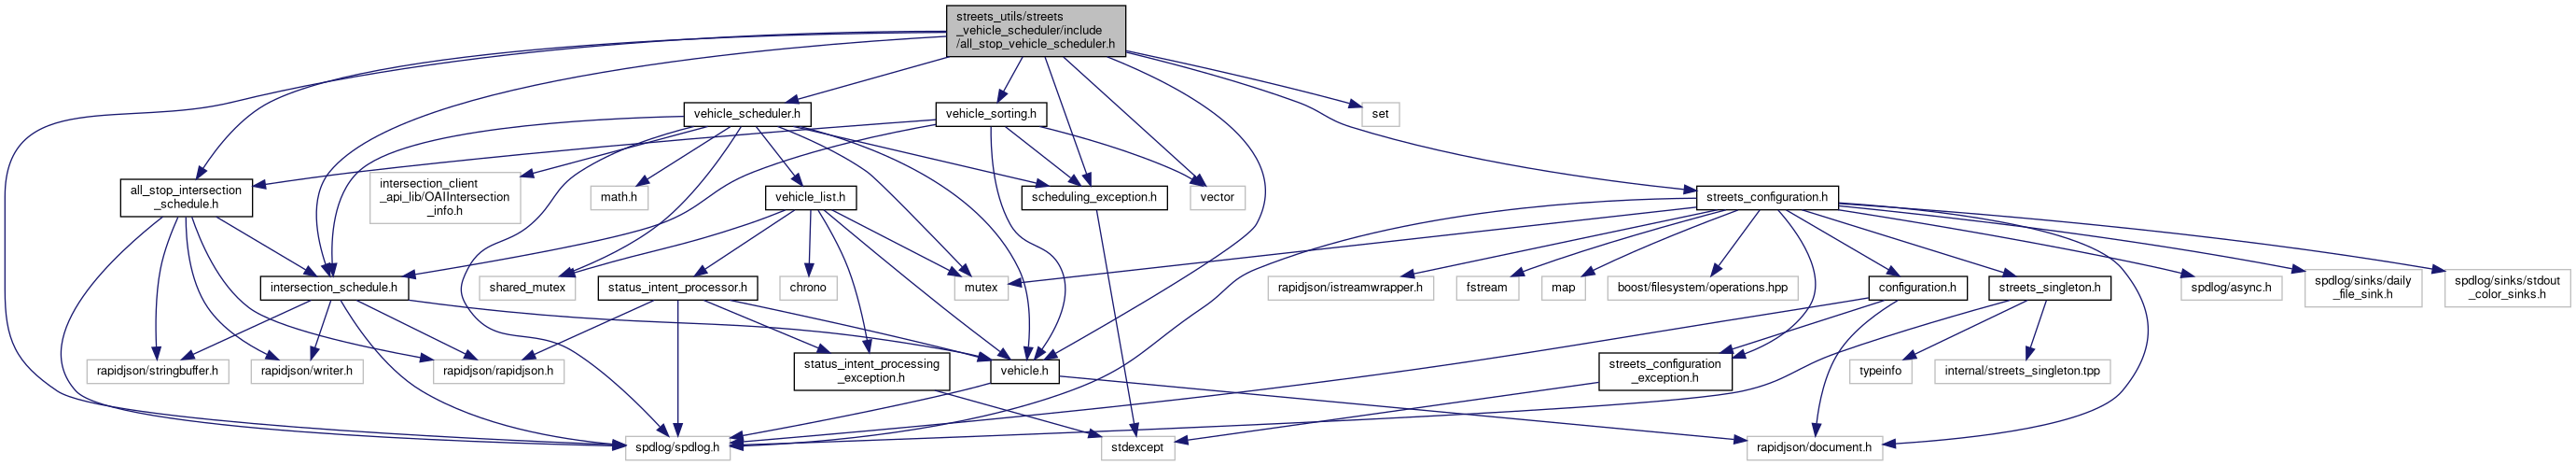 streets_utils/streets
_vehicle_scheduler/include
/all_stop_vehicle_scheduler.h
vehicle_scheduler.h
vehicle_sorting.h
set
all_stop_intersection
_schedule.h
intersection_client
_api_lib/OAIIntersection
_info.h
math.h
vehicle_list.h
scheduling_exception.h
vector
streets_configuration.h
intersection_schedule.h
shared_mutex
status_intent_processor.h
chrono
mutex
rapidjson/istreamwrapper.h
fstream
map
boost/filesystem/operations.hpp
configuration.h
streets_singleton.h
spdlog/async.h
spdlog/sinks/daily
_file_sink.h
spdlog/sinks/stdout
_color_sinks.h
rapidjson/stringbuffer.h
rapidjson/writer.h
rapidjson/rapidjson.h
status_intent_processing
_exception.h
vehicle.h
streets_configuration
_exception.h
typeinfo
internal/streets_singleton.tpp
spdlog/spdlog.h
stdexcept
rapidjson/document.h